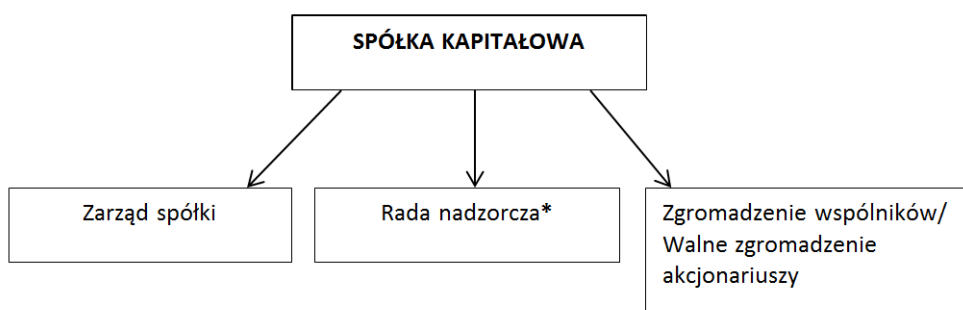 SPÓŁKA KAPITAŁOWA
Zarząd spółki
Rada nadzorcza*
Zgromadzenie wspólników/
Walne zgromadzenie
akcjonariuszy